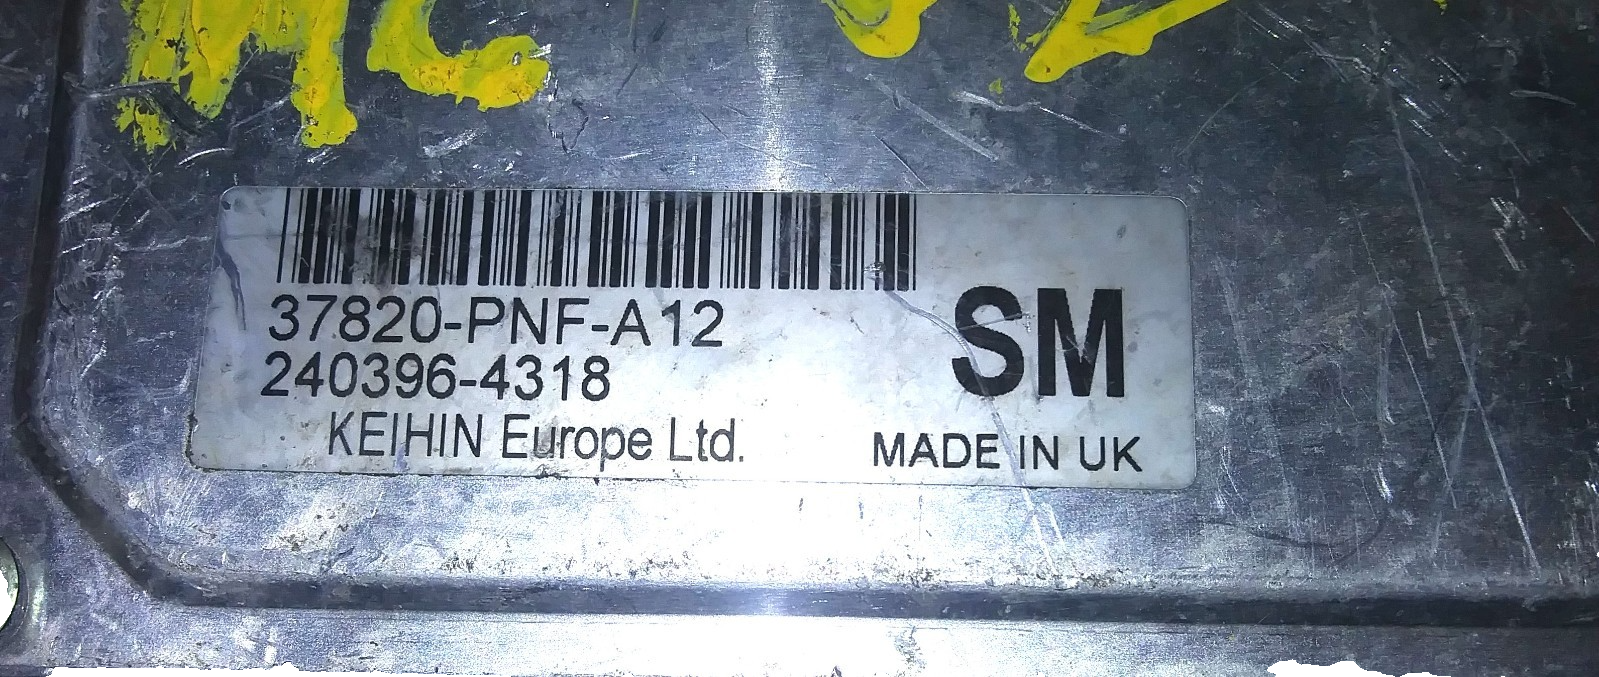 37820-PNF-A12
240396-4318
SM
KEIHIN Europe Ltd.
MADE IN UK